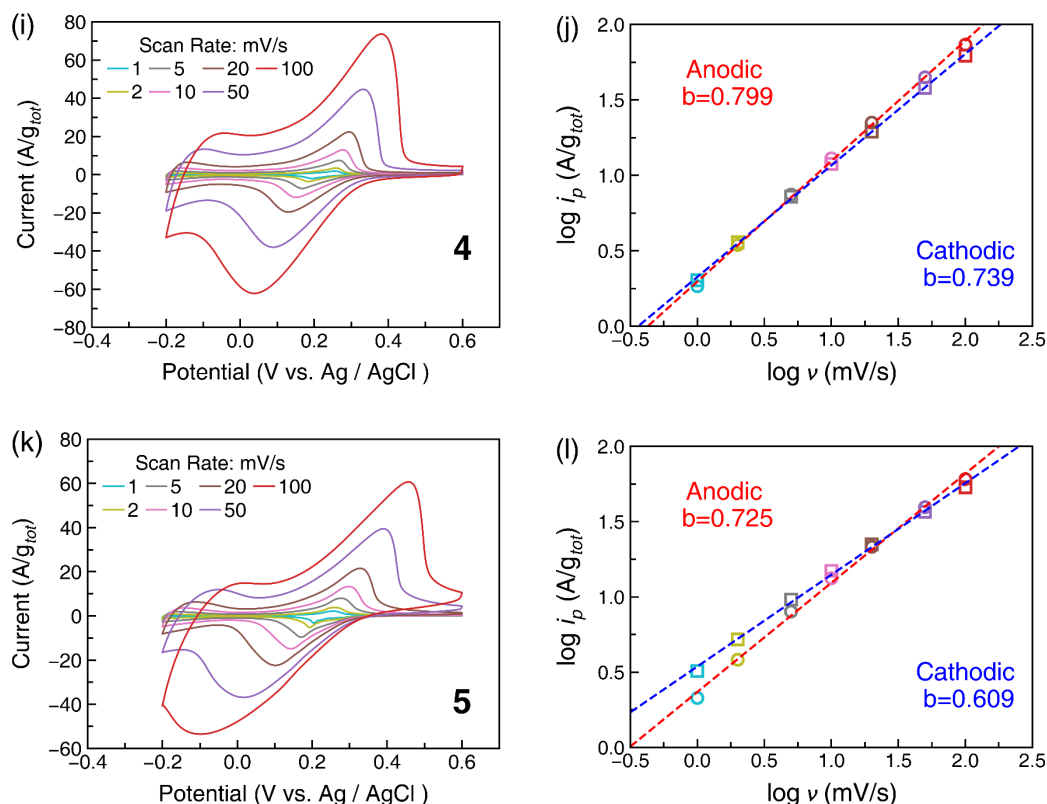 (i)
80
60
40
20
0
−20
−40
−60
−80
Current (A/g_tot)
Scan Rate: mV/s
1 5 20 100
2 10 50
4
−0.4 −0.2 0.0 0.2 0.4 0.6
Potential (V vs. Ag / AgCl )
(j)
2.0
1.5
1.0
0.5
0.0
log i_p (A/g_tot)
Anodic
b=0.799
Cathodic
b=0.739
−0.5 0.0 0.5 1.0 1.5 2.0 2.5
log ν (mV/s)
(k)
80
60
40
20
0
−20
−40
−60
Current (A/g_tot)
Scan Rate: mV/s
1 5 20 100
2 10 50
5
−0.4 −0.2 0.0 0.2 0.4 0.6
Potential (V vs. Ag / AgCl )
(l)
2.0
1.5
1.0
0.5
0.0
log i_p (A/g_tot)
Anodic
b=0.725
Cathodic
b=0.609
−0.5 0.0 0.5 1.0 1.5 2.0 2.5
log ν (mV/s)